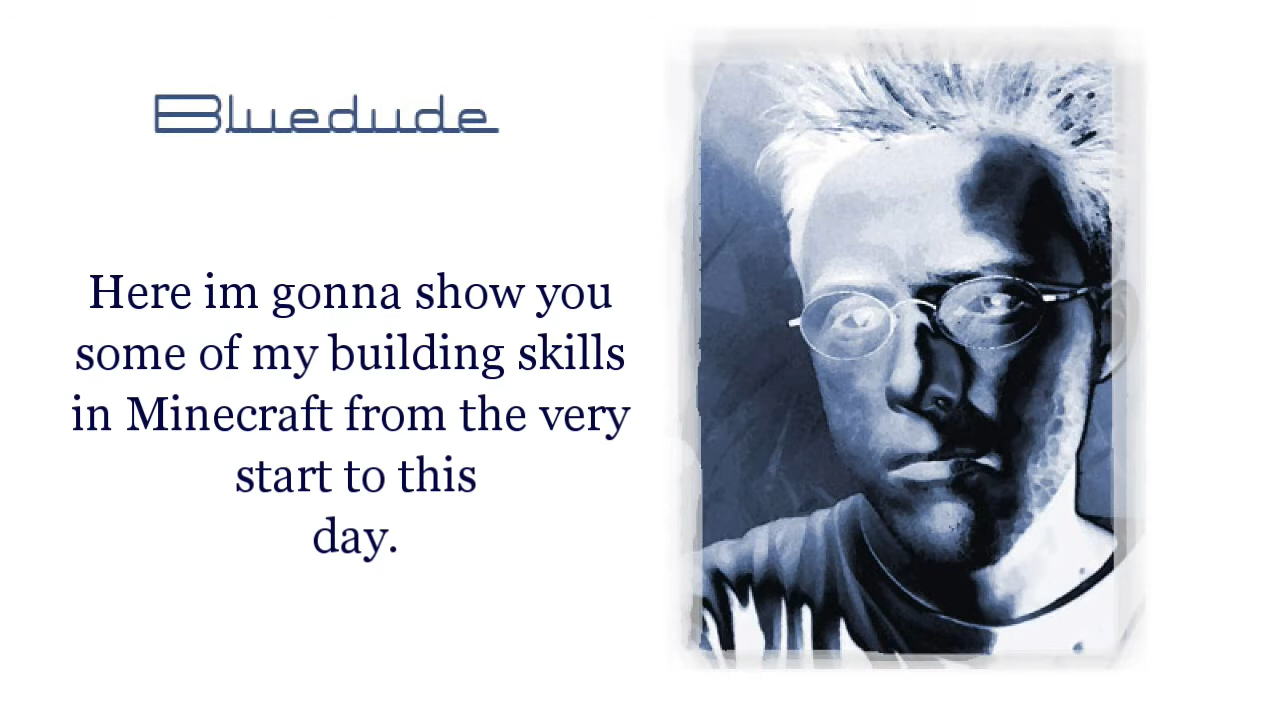 Bluedude
Here im gonna show you
some of my building skills
in Minecraft from the very
start to this
day.